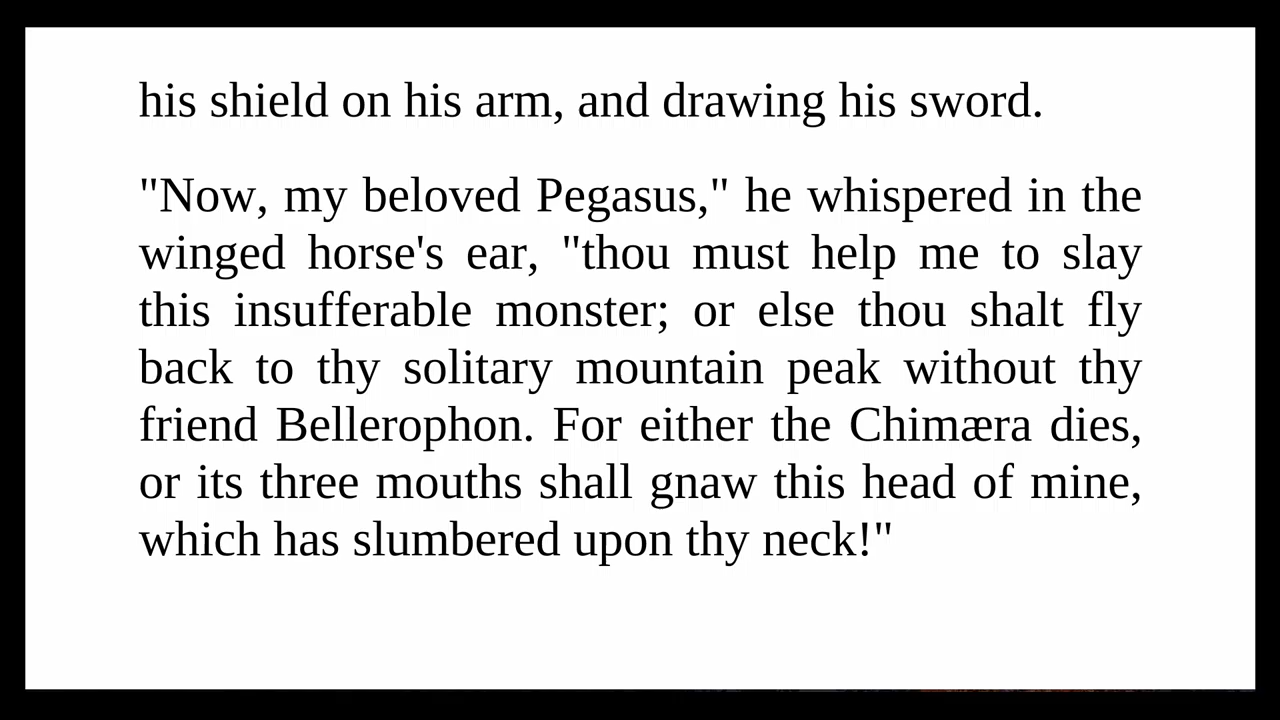 his shield on his arm, and drawing his sword.
"Now, my beloved Pegasus," he whispered in the
winged horse's ear, "thou must help me to slay
this insufferable monster; or else thou shalt fly
back to thy solitary mountain peak without thy
friend Bellerophon. For either the Chimæra dies,
or its three mouths shall gnaw this head of mine,
which has slumbered upon thy neck!"